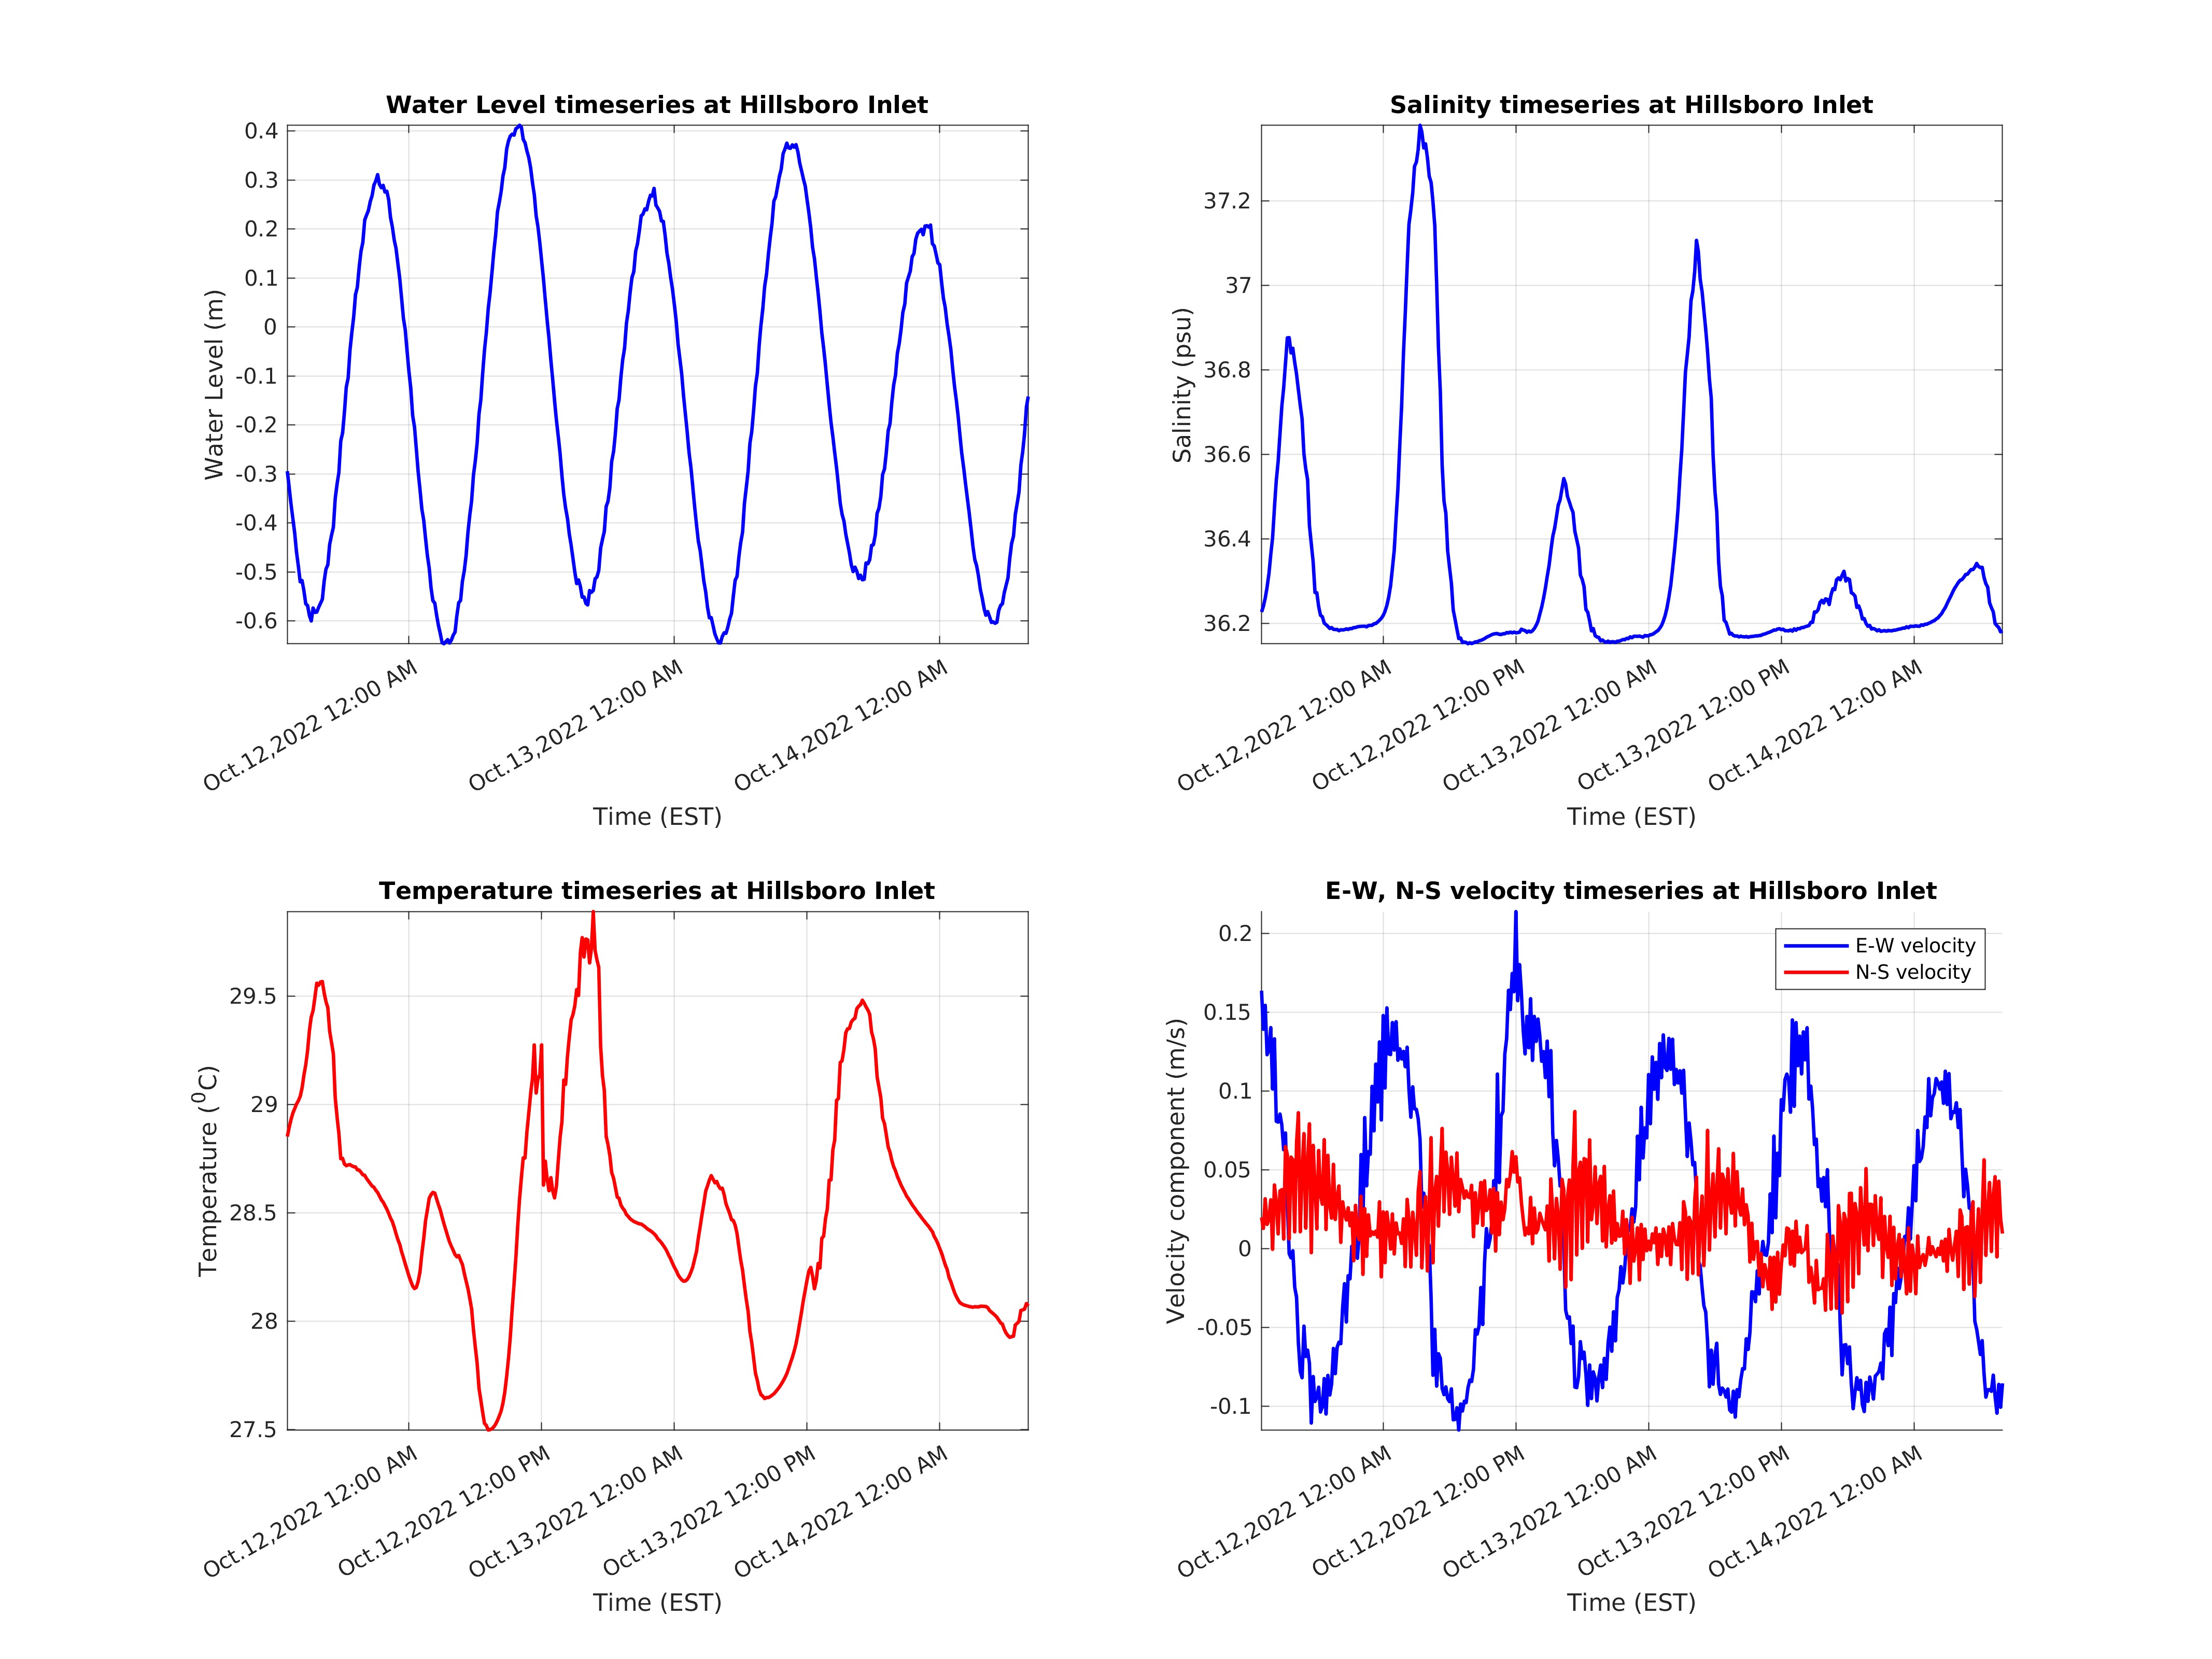 Water Level timeseries at Hillsboro Inlet
Water Level (m)
0.4
0.3
0.2
0.1
0
-0.1
-0.2
-0.3
-0.4
-0.5
-0.6
Oct.12,2022 12:00 AM
Oct.13,2022 12:00 AM
Oct.14,2022 12:00 AM
Time (EST)
Salinity timeseries at Hillsboro Inlet
Salinity (psu)
37.2
37
36.8
36.6
36.4
36.2
Oct.12,2022 12:00 AM
Oct.12,2022 12:00 PM
Oct.13,2022 12:00 AM
Oct.13,2022 12:00 PM
Oct.14,2022 12:00 AM
Time (EST)
Temperature timeseries at Hillsboro Inlet
Temperature (⁰C)
29.5
29
28.5
28
27.5
Oct.12,2022 12:00 AM
Oct.12,2022 12:00 PM
Oct.13,2022 12:00 AM
Oct.13,2022 12:00 PM
Oct.14,2022 12:00 AM
Time (EST)
E-W, N-S velocity timeseries at Hillsboro Inlet
Velocity component (m/s)
0.2
0.15
0.1
0.05
0
-0.05
-0.1
E-W velocity
N-S velocity
Oct.12,2022 12:00 AM
Oct.12,2022 12:00 PM
Oct.13,2022 12:00 AM
Oct.13,2022 12:00 PM
Oct.14,2022 12:00 AM
Time (EST)